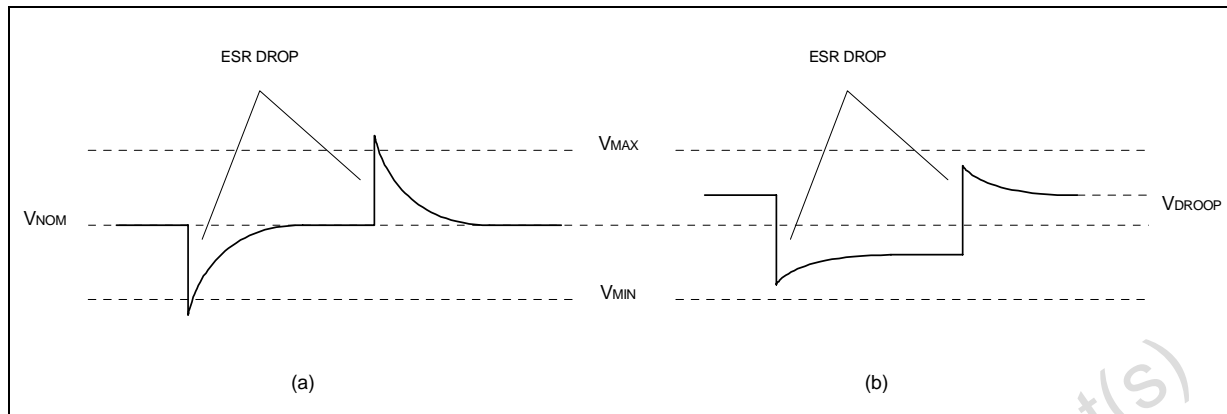 ESR DROP
ESR DROP
VMAX
VNOM
VDROOP
VMIN
(a)
(b)
t(s)